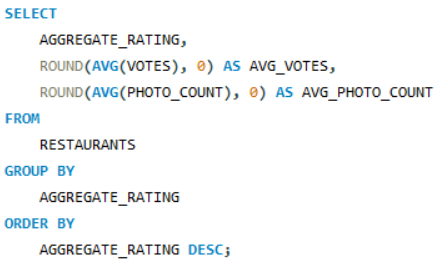 SELECT
    AGGREGATE_RATING,
    ROUND(AVG(VOTES), 0) AS AVG_VOTES,
    ROUND(AVG(PHOTO_COUNT), 0) AS AVG_PHOTO_COUNT
FROM
    RESTAURANTS
GROUP BY
    AGGREGATE_RATING
ORDER BY
    AGGREGATE_RATING DESC;